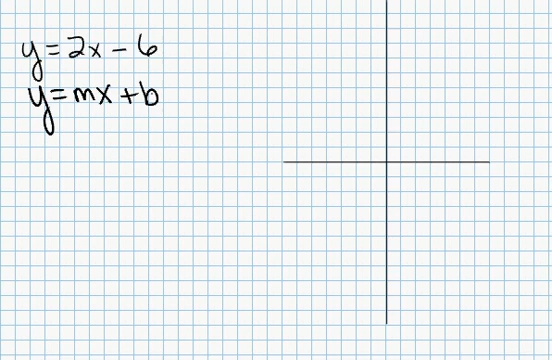 y = 2x - 6
y = mx + b